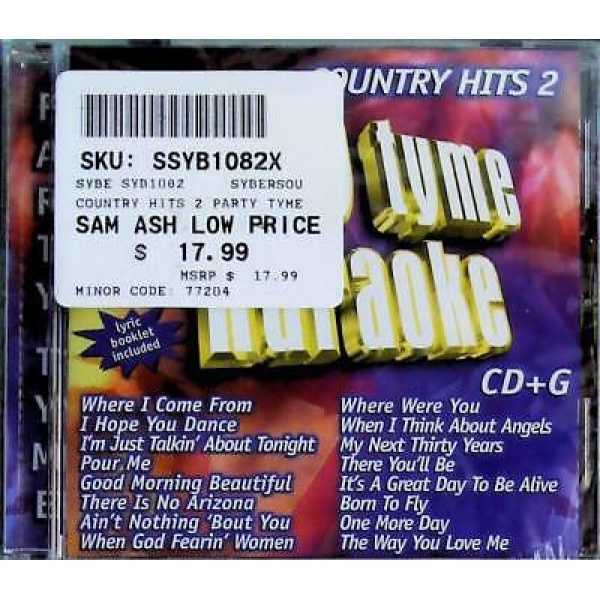 COUNTRY HITS 2
SKU: SSYB1082X
SYBE SYB1082 SYBERSOU
COUNTRY HITS 2 PARTY TYME
SAM ASH LOW PRICE
$ 17.99
MSRP $ 17.99
MINOR CODE: 77204
tyme
karaoke
lyric
booklet
included
CD+G
Where I Come From
I Hope You Dance
I'm Just Talkin' About Tonight
Pour Me
Good Morning Beautiful
There Is No Arizona
Ain't Nothing 'Bout You
When God Fearin' Women
Where Were You
When I Think About Angels
My Next Thirty Years
There You'll Be
It's A Great Day To Be Alive
Born To Fly
One More Day
The Way You Love Me
PARTY TYME